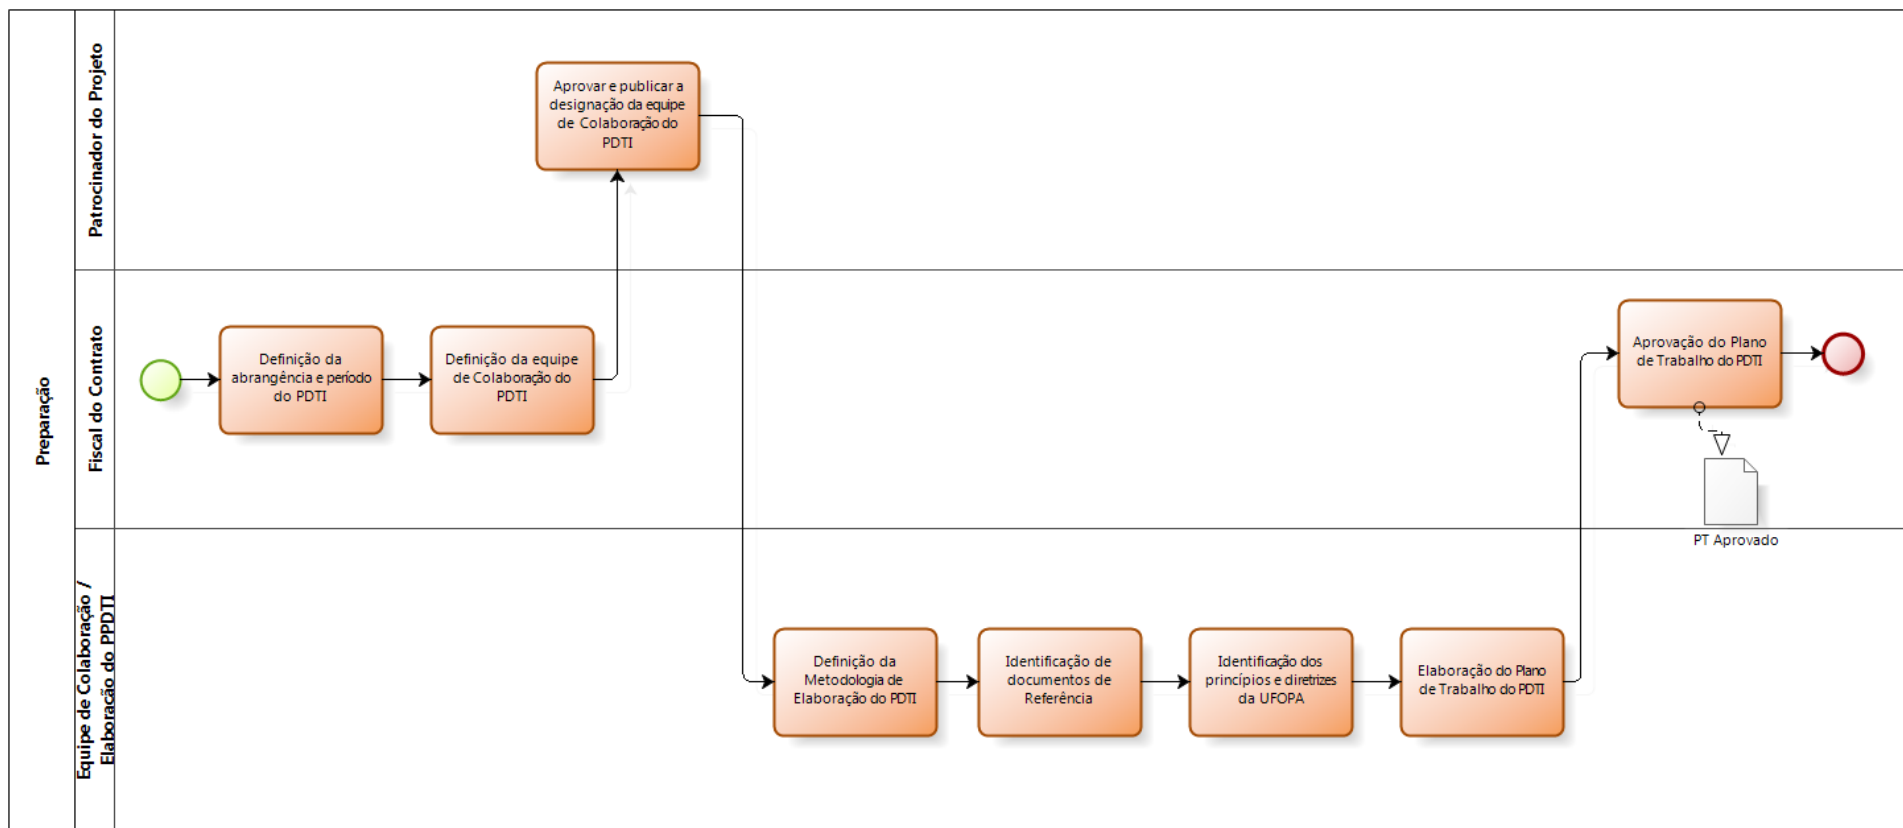 Preparação
Patrocinador do Projeto
Aprovar e publicar a
designação da equipe
de Colaboração do
PDTI
Fiscal do Contrato
Definição da
abrangência e período
do PDTI
Definição da equipe
de Colaboração do
PDTI
Aprovação do Plano
de Trabalho do PDTI
PT Aprovado
Equipe de Colaboração /
Elaboração do PPDTI
Definição da
Metodologia de
Elaboração do PDTI
Identificação de
documentos de
Referência
Identificação dos
princípios e diretrizes
da UFOPA
Elaboração do Plano
de Trabalho do PDTI